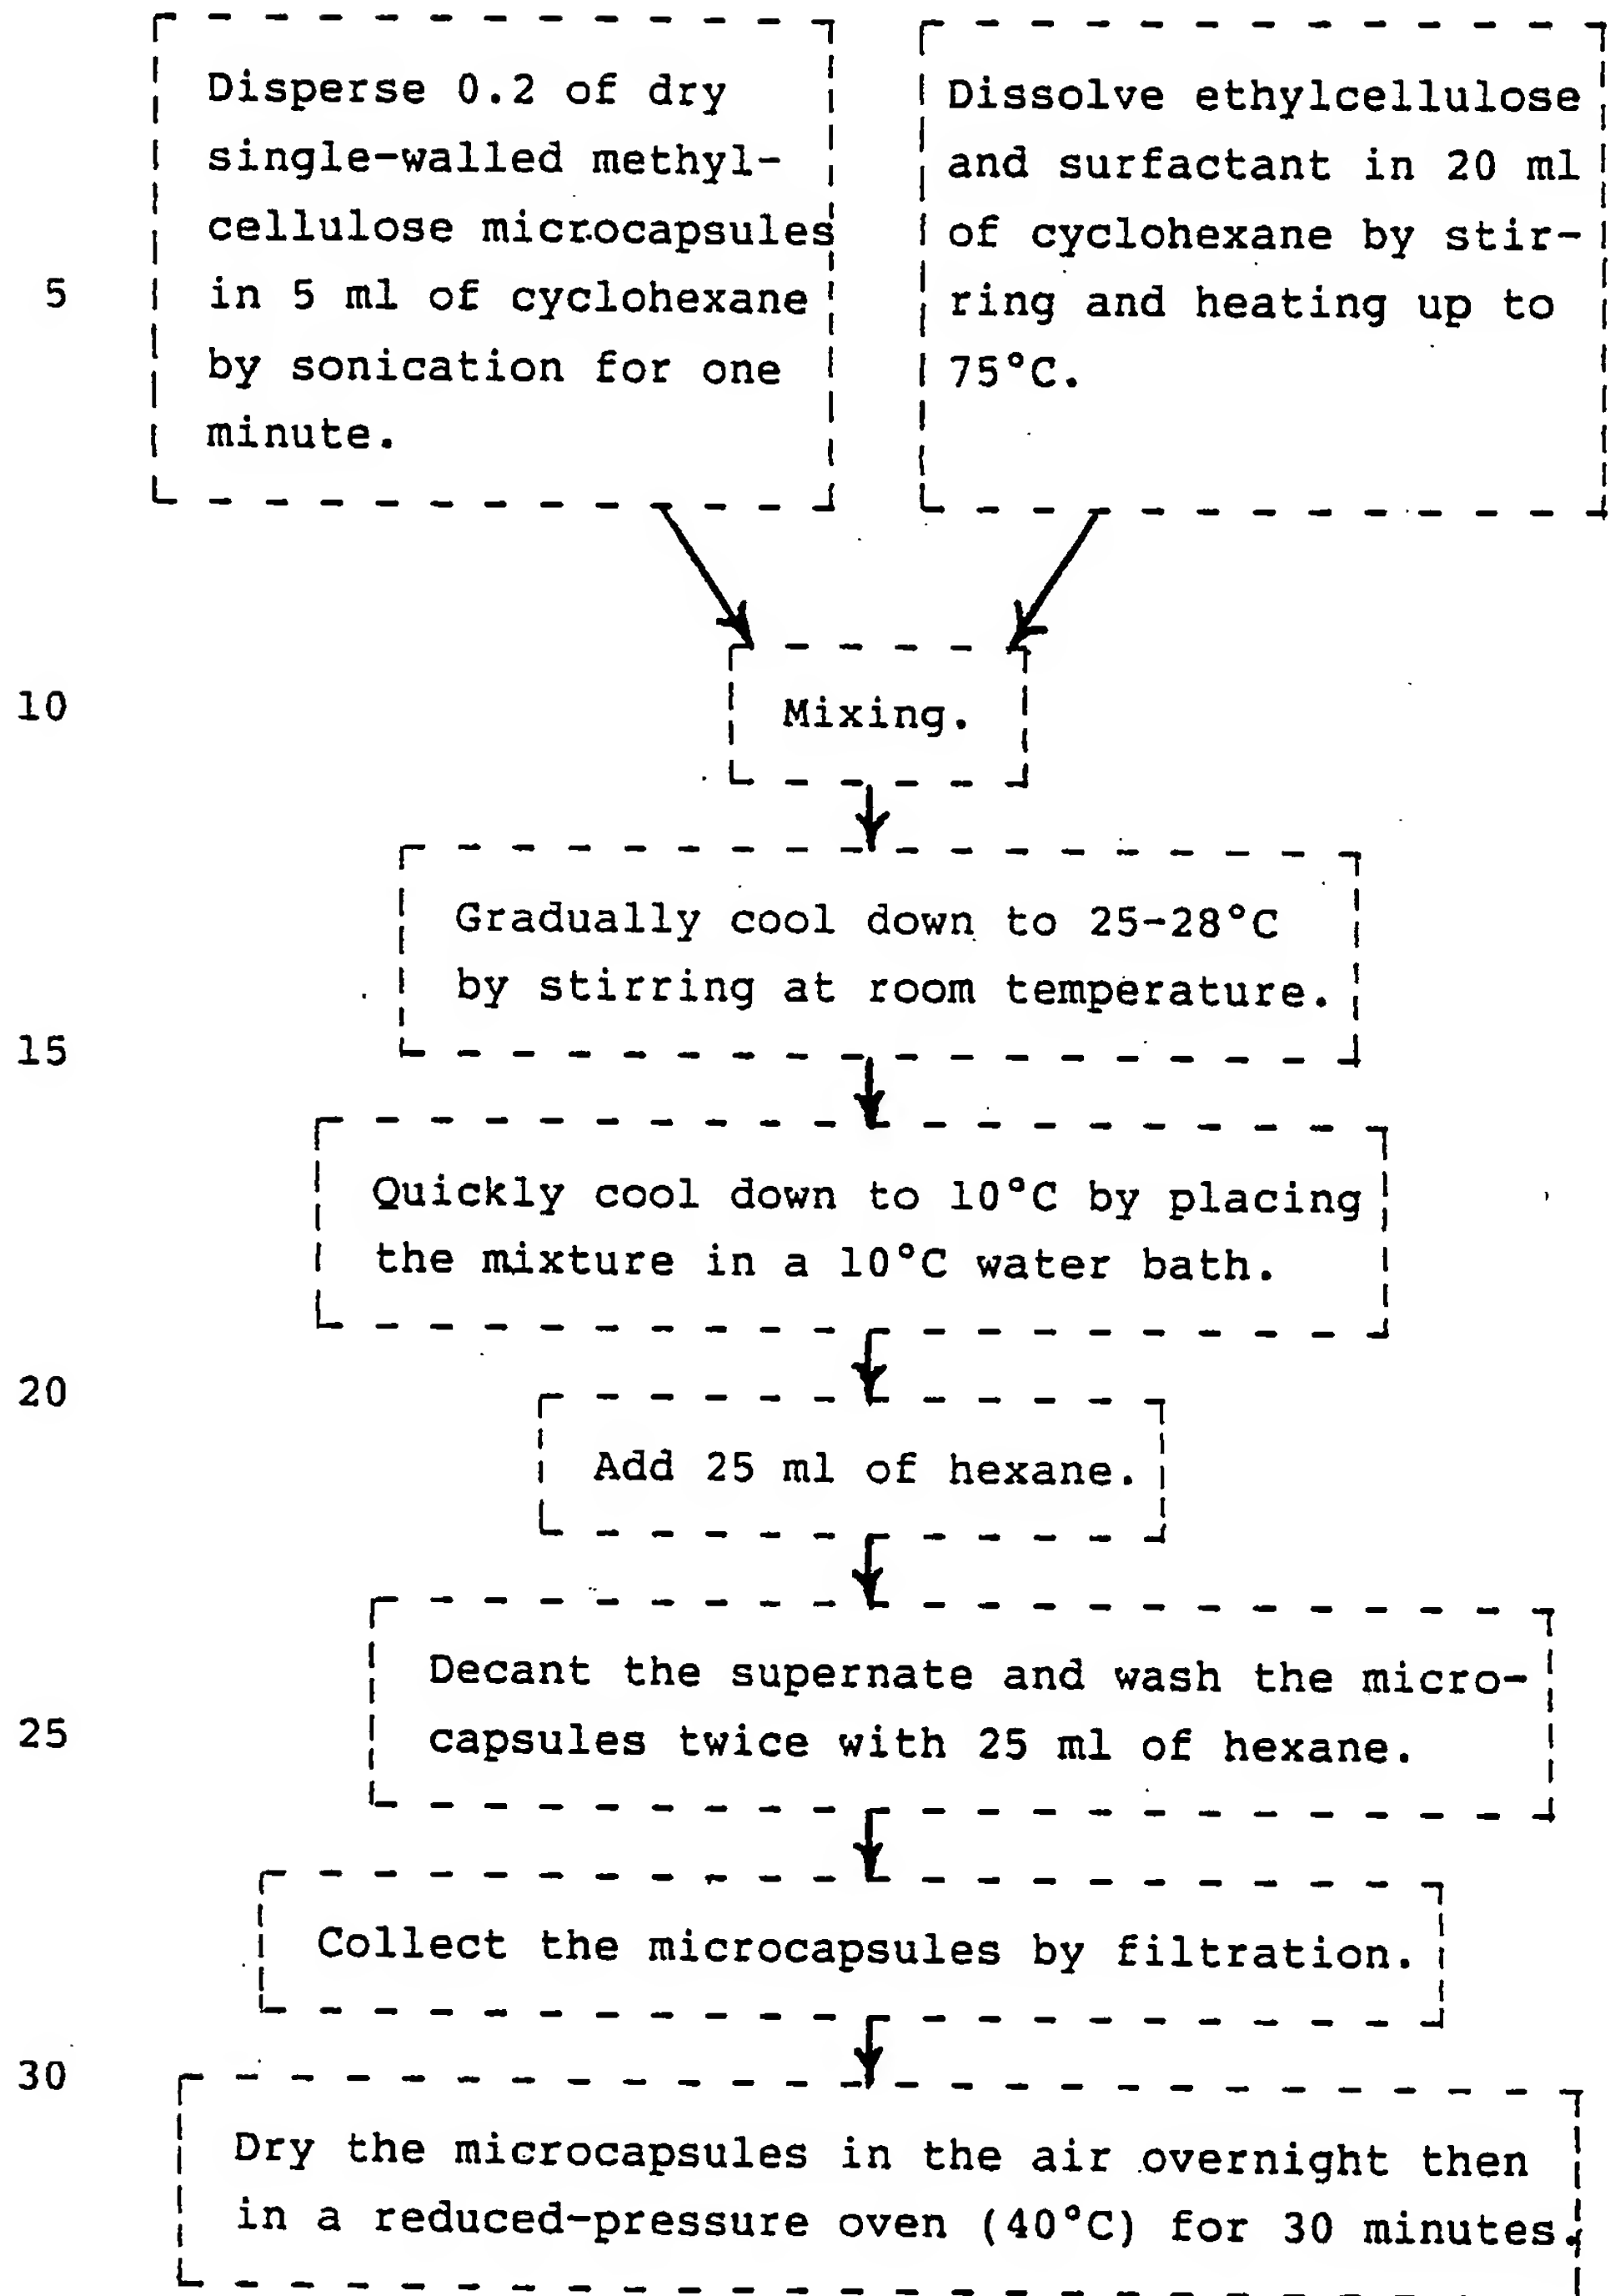 Disperse 0.2 of dry
single-walled methyl-
cellulose microcapsules
5
in 5 ml of cyclohexane
by sonication for one
minute.
Dissolve ethylcellulose
and surfactant in 20 ml
of cyclohexane by stir-
ring and heating up to
75°C.
10
Mixing.
Gradually cool down to 25-28°C
by stirring at room temperature.
15
Quickly cool down to 10°C by placing
the mixture in a 10°C water bath.
20
Add 25 ml of hexane.
Decant the supernate and wash the micro-
25
capsules twice with 25 ml of hexane.
Collect the microcapsules by filtration.
30
Dry the microcapsules in the air overnight then
in a reduced-pressure oven (40°C) for 30 minutes.